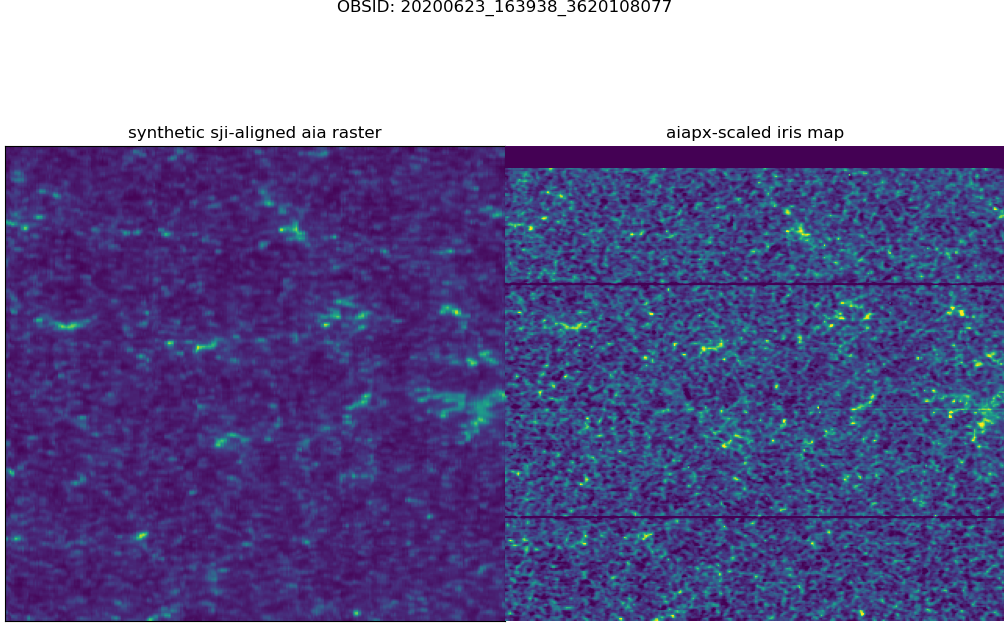 OBSID: 20200623_163938_3620108077
synthetic sji-aligned aia raster
aiapx-scaled iris map